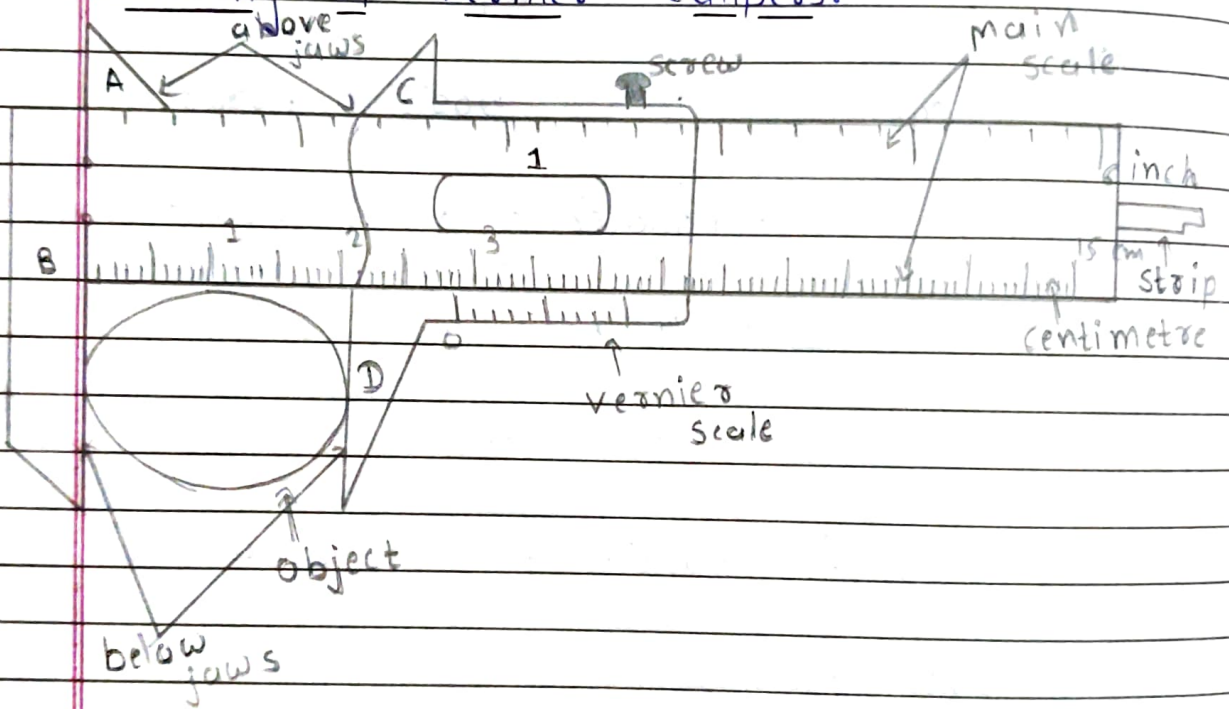 above
jaws
main
scale
screw
A
C
1
6 inch
1
2
3
15 cm
B
strip
centimetre
0
D
vernier
scale
object
below
jaws